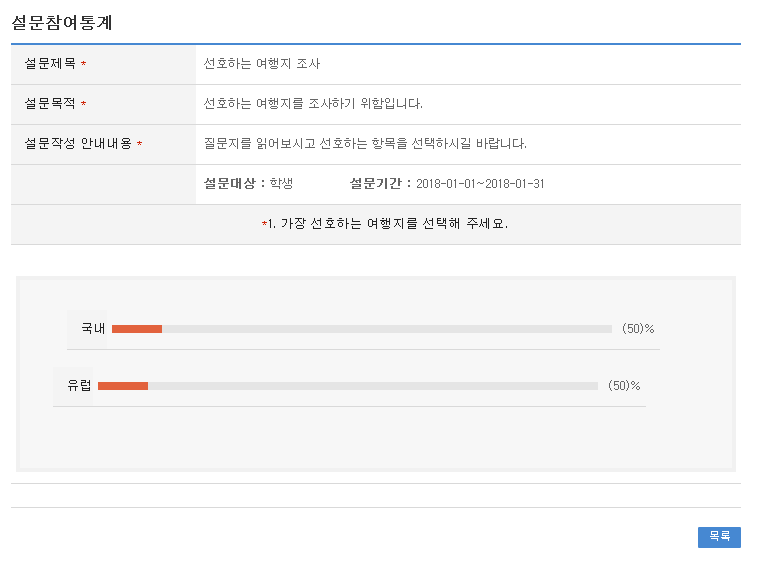 설문참여통계
설문제목 * 선호하는 여행지 조사
설문목적 * 선호하는 여행지를 조사하기 위함입니다.
설문작성 안내내용 * 질문지를 읽어보시고 선호하는 항목을 선택하시길 바랍니다.
설문대상 : 학생 설문기간 : 2018-01-01~2018-01-31
*1. 가장 선호하는 여행지를 선택해 주세요.
국내 (50)%
유럽 (50)%
목록